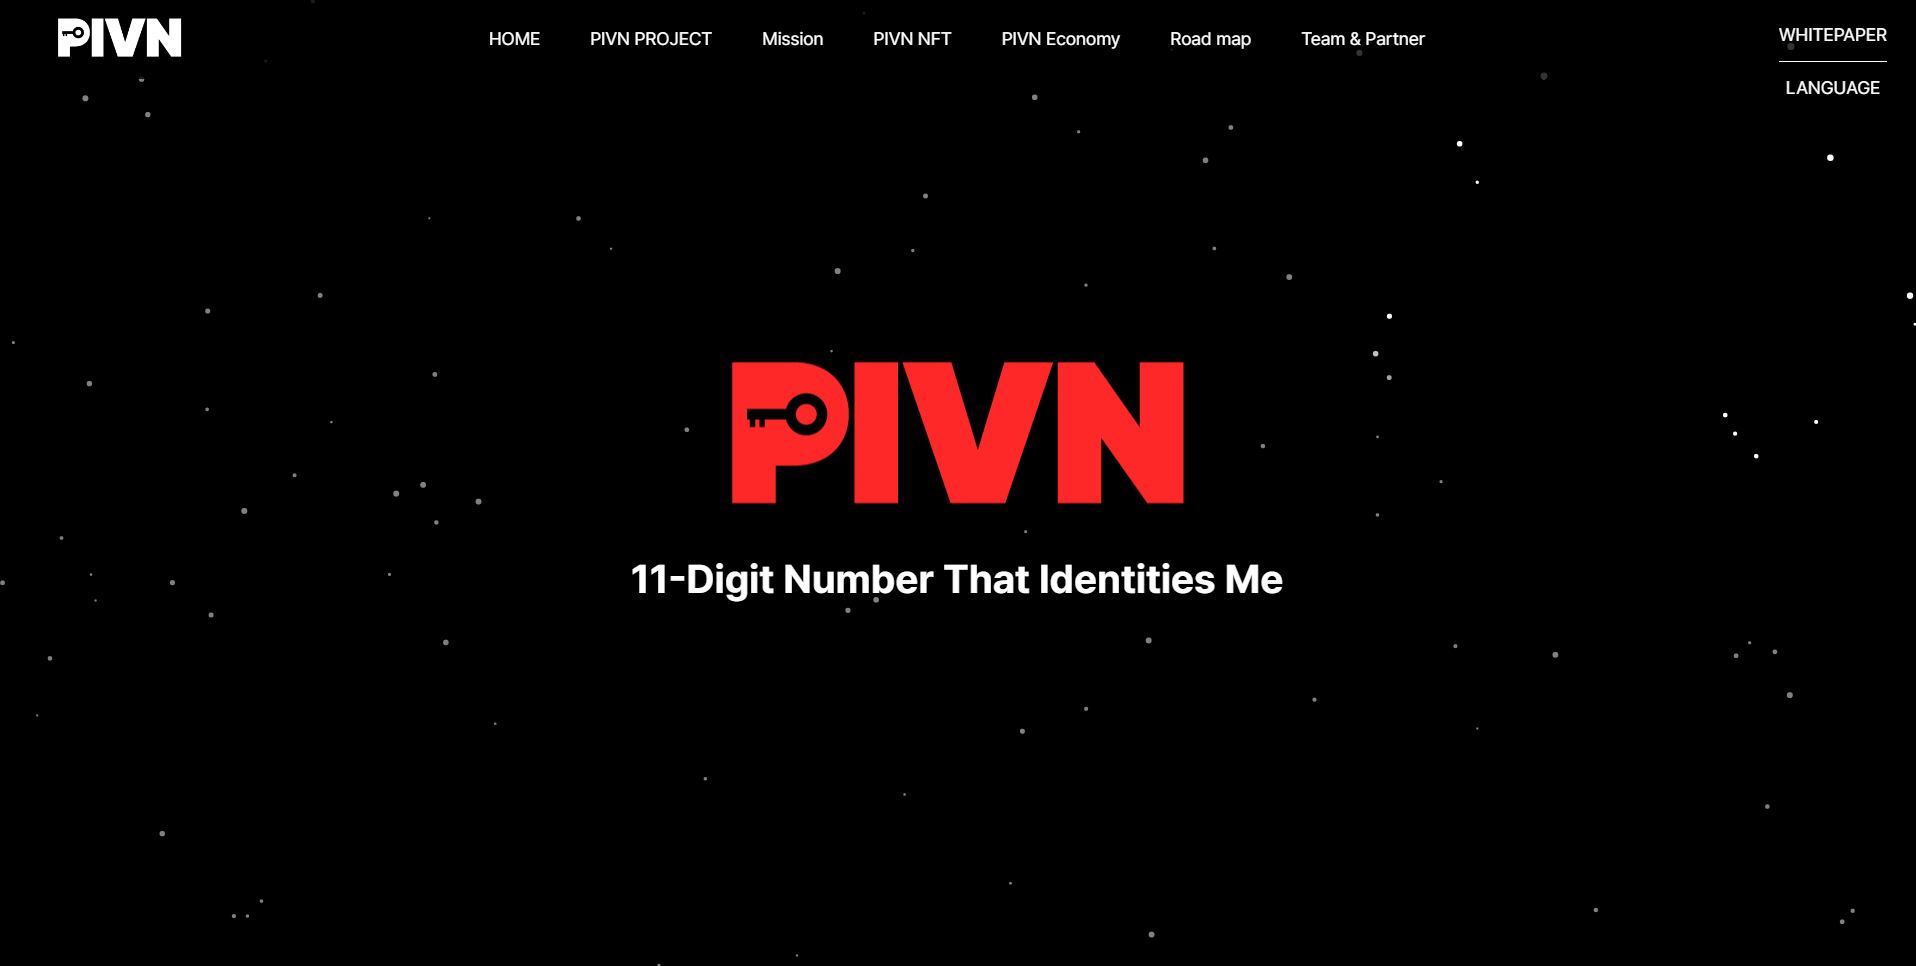 PIVN
HOME
PIVN PROJECT
Mission
PIVN NFT
PIVN Economy
Road map
Team & Partner
WHITEPAPER
LANGUAGE
PIVN
11-Digit Number That Identities Me